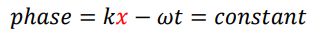 phase = kx − ωt = constant